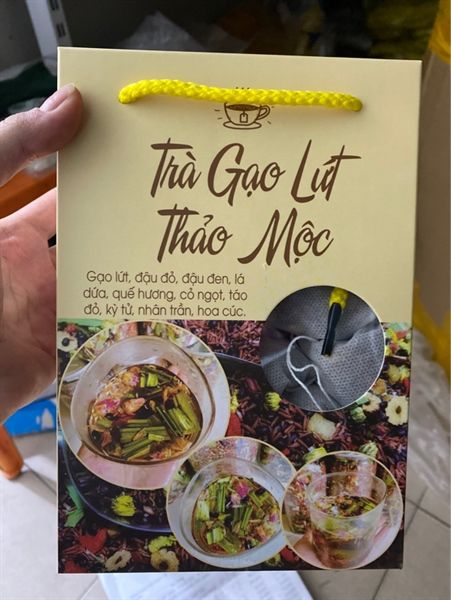 Trà Gạo Lứt
Thảo Mộc
Gạo lứt, đậu đỏ, đậu đen, lá
dứa, quế hương, cỏ ngọt, táo
đỏ, kỳ tử, nhân trần, hoa cúc.